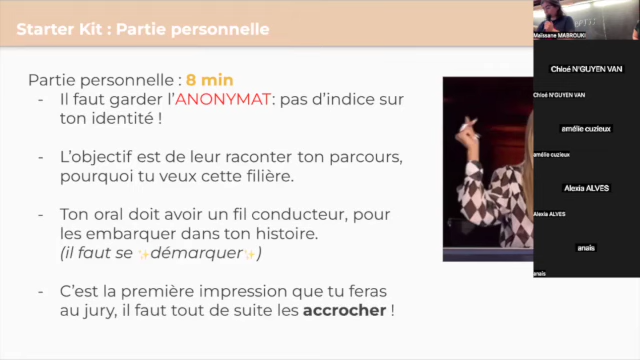 Starter Kit : Partie personnelle
Partie personnelle : 8 min
- Il faut garder l'ANONYMAT: pas d'indice sur
ton identité !
- L'objectif est de leur raconter ton parcours,
pourquoi tu veux cette filière.
- Ton oral doit avoir un fil conducteur, pour
les embarquer dans ton histoire.
(il faut se ✨démarquer✨)
- C'est la première impression que tu feras
au jury, il faut tout de suite les accrocher !
Maïssane MABROUKI
Chloé N'GUYEN VAN
Chloé N'GUYEN VAN
amélie cuzieux
amélie cuzieux
Alexia ALVES
Alexia ALVES
anaïs
anaïs